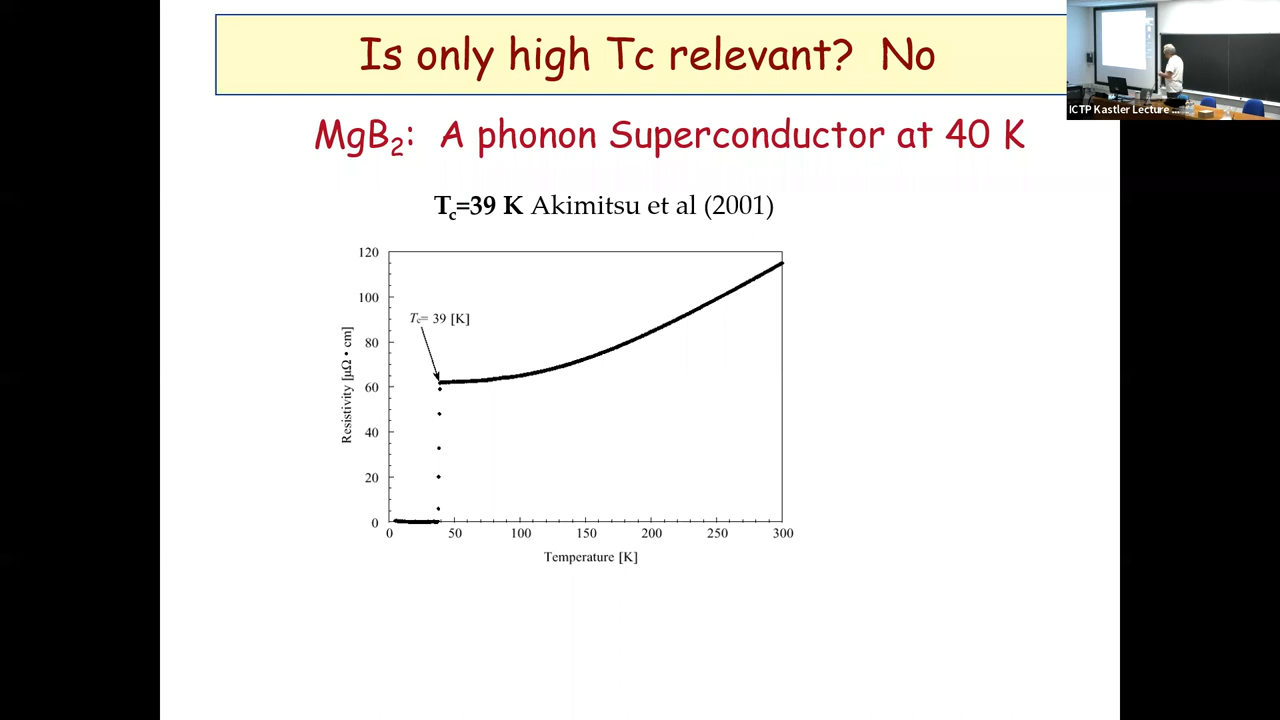 Is only high Tc relevant? No
ICTP Kastler Lecture ...
MgB2: A phonon Superconductor at 40 K
Tc=39 K Akimitsu et al (2001)
120
100
80
60
40
20
0
Tc= 39 [K]
Resistivity [μΩ • cm]
0 50 100 150 200 250 300
Temperature [K]